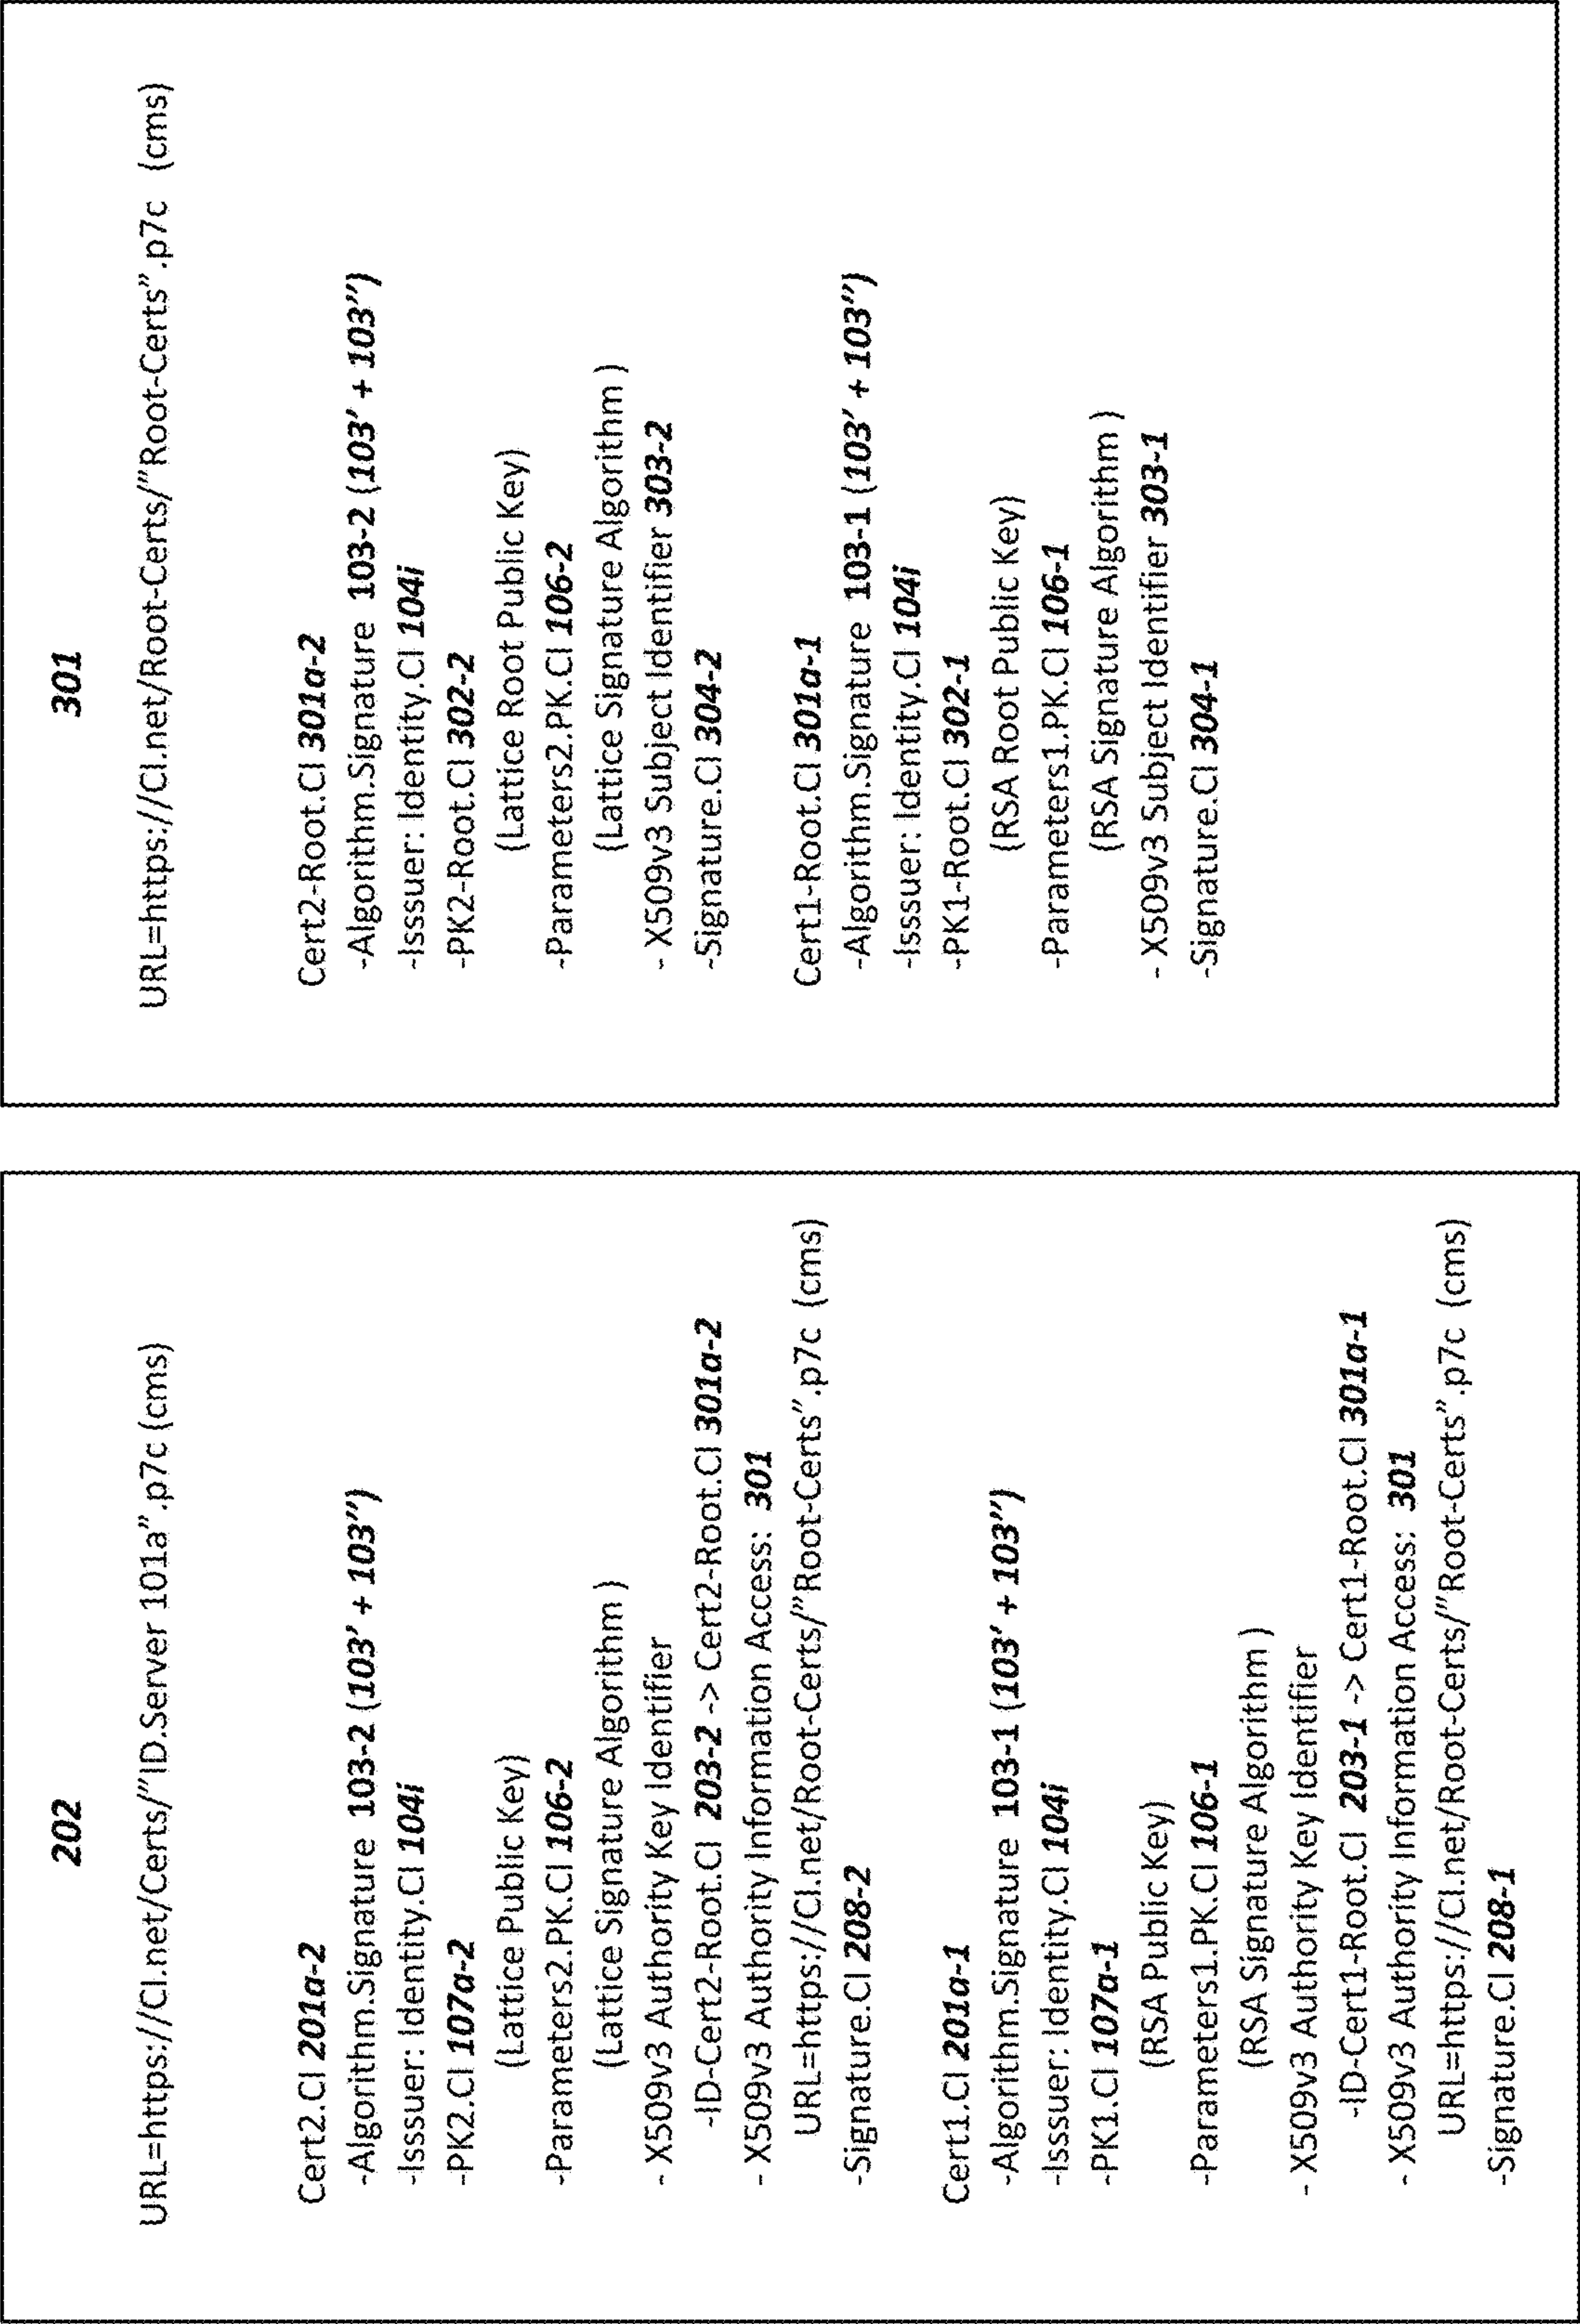 202
URL=https://CI.net/Certs/"ID.Server 101a".p7c (cms)
Cert2.CI 201a-2
-Algorithm.Signature 103-2 (103' + 103")
-Isssuer: Identity.CI 104i
-PK2.CI 107a-2
(Lattice Public Key)
-Parameters2.PK.CI 106-2
(Lattice Signature Algorithm )
- X509v3 Authority Key Identifier
-ID-Cert2-Root.CI 203-2 -> Cert2-Root.CI 301a-2
- X509v3 Authority Information Access: 301
URL=https://CI.net/Root-Certs/"Root-Certs".p7c (cms)
-Signature.CI 208-2
Cert1.CI 201a-1
-Algorithm.Signature 103-1 (103' + 103")
-Isssuer: Identity.CI 104i
-PK1.CI 107a-1
(RSA Public Key)
-Parameters1.PK.CI 106-1
(RSA Signature Algorithm )
- X509v3 Authority Key Identifier
-ID-Cert1-Root.CI 203-1 -> Cert1-Root.CI 301a-1
- X509v3 Authority Information Access: 301
URL=https://CI.net/Root-Certs/"Root-Certs".p7c (cms)
-Signature.CI 208-1
301
URL=https://CI.net/Root-Certs/"Root-Certs".p7c (cms)
Cert2-Root.CI 301a-2
-Algorithm.Signature 103-2 (103' + 103")
-Isssuer: Identity.CI 104i
-PK2-Root.CI 302-2
(Lattice Root Public Key)
-Parameters2.PK.CI 106-2
(Lattice Signature Algorithm )
- X509v3 Subject Identifier 303-2
-Signature.CI 304-2
Cert1-Root.CI 301a-1
-Algorithm.Signature 103-1 (103' + 103")
-Isssuer: Identity.CI 104i
-PK1-Root.CI 302-1
(RSA Root Public Key)
-Parameters1.PK.CI 106-1
(RSA Signature Algorithm )
- X509v3 Subject Identifier 303-1
-Signature.CI 304-1